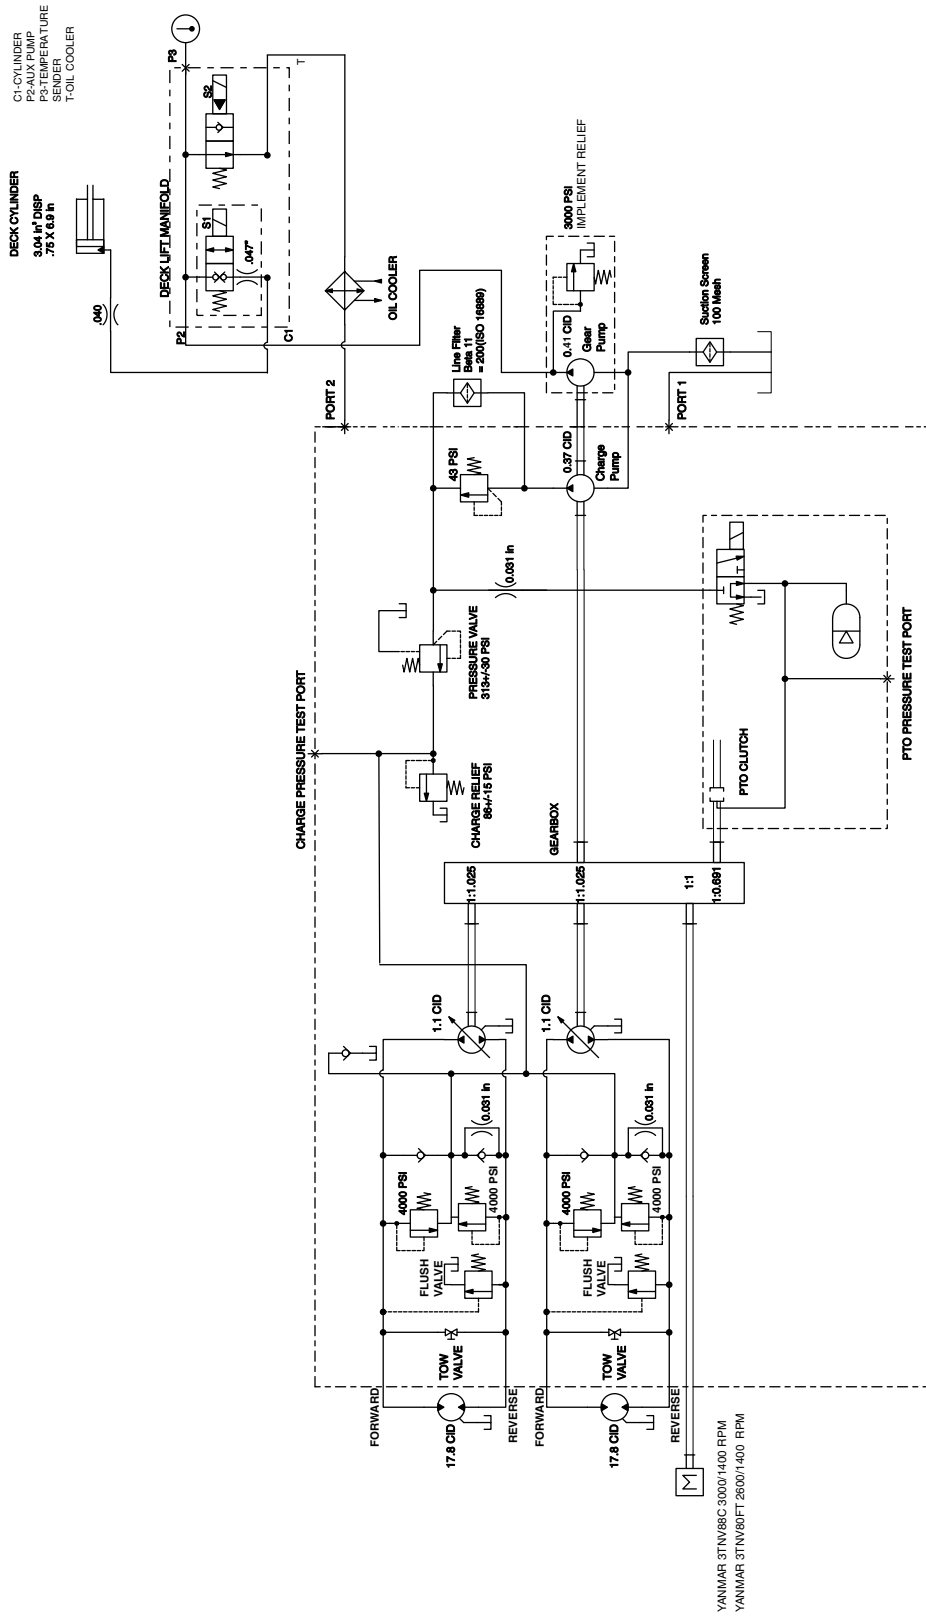 C1-CYLINDER
P2-AUX PUMP
P3-TEMPERATURE
SENDER
T-OIL COOLER
DECK CYLINDER
3.04 in³ DISP
.75 X 6.9 in
.040
DECK LIFT MANIFOLD
P3
S2
S1
.047"
T
P2
C1
OIL COOLER
3000 PSI
IMPLEMENT RELIEF
0.41 CID
Gear
Pump
Line Filter
Beta 11
= 200(ISO 16889)
Suction Screen
100 Mesh
PORT 2
PORT 1
43 PSI
0.37 CID
Charge
Pump
0.031 in
PRESSURE VALVE
313+/-30 PSI
CHARGE PRESSURE TEST PORT
CHARGE RELIEF
86+/-15 PSI
PTO PRESSURE TEST PORT
PTO CLUTCH
GEARBOX
1:1.025
1:1.025
1:1
1:0.691
1.1 CID
1.1 CID
0.031 in
0.031 in
4000 PSI
4000 PSI
4000 PSI
4000 PSI
FLUSH
VALVE
FLUSH
VALVE
TOW
VALVE
TOW
VALVE
FORWARD
REVERSE
FORWARD
REVERSE
17.8 CID
17.8 CID
M
YANMAR 3TNV88C 3000/1400 RPM
YANMAR 3TNV80FT 2600/1400 RPM